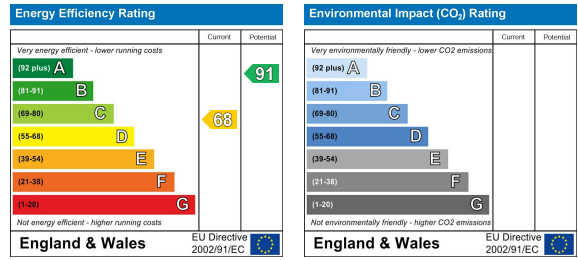 Energy Efficiency Rating
Current Potential
Very energy efficient - lower running costs
(92 plus) A
(81-91) B
(69-80) C
(55-68) D
(39-54) E
(21-38) F
(1-20) G
68
91
Not energy efficient - higher running costs
England & Wales
EU Directive
2002/91/EC
Environmental Impact (CO₂) Rating
Current Potential
Very environmentally friendly - lower CO2 emissions
(92 plus) A
(81-91) B
(69-80) C
(55-68) D
(39-54) E
(21-38) F
(1-20) G
Not environmentally friendly - higher CO2 emissions
England & Wales
EU Directive
2002/91/EC